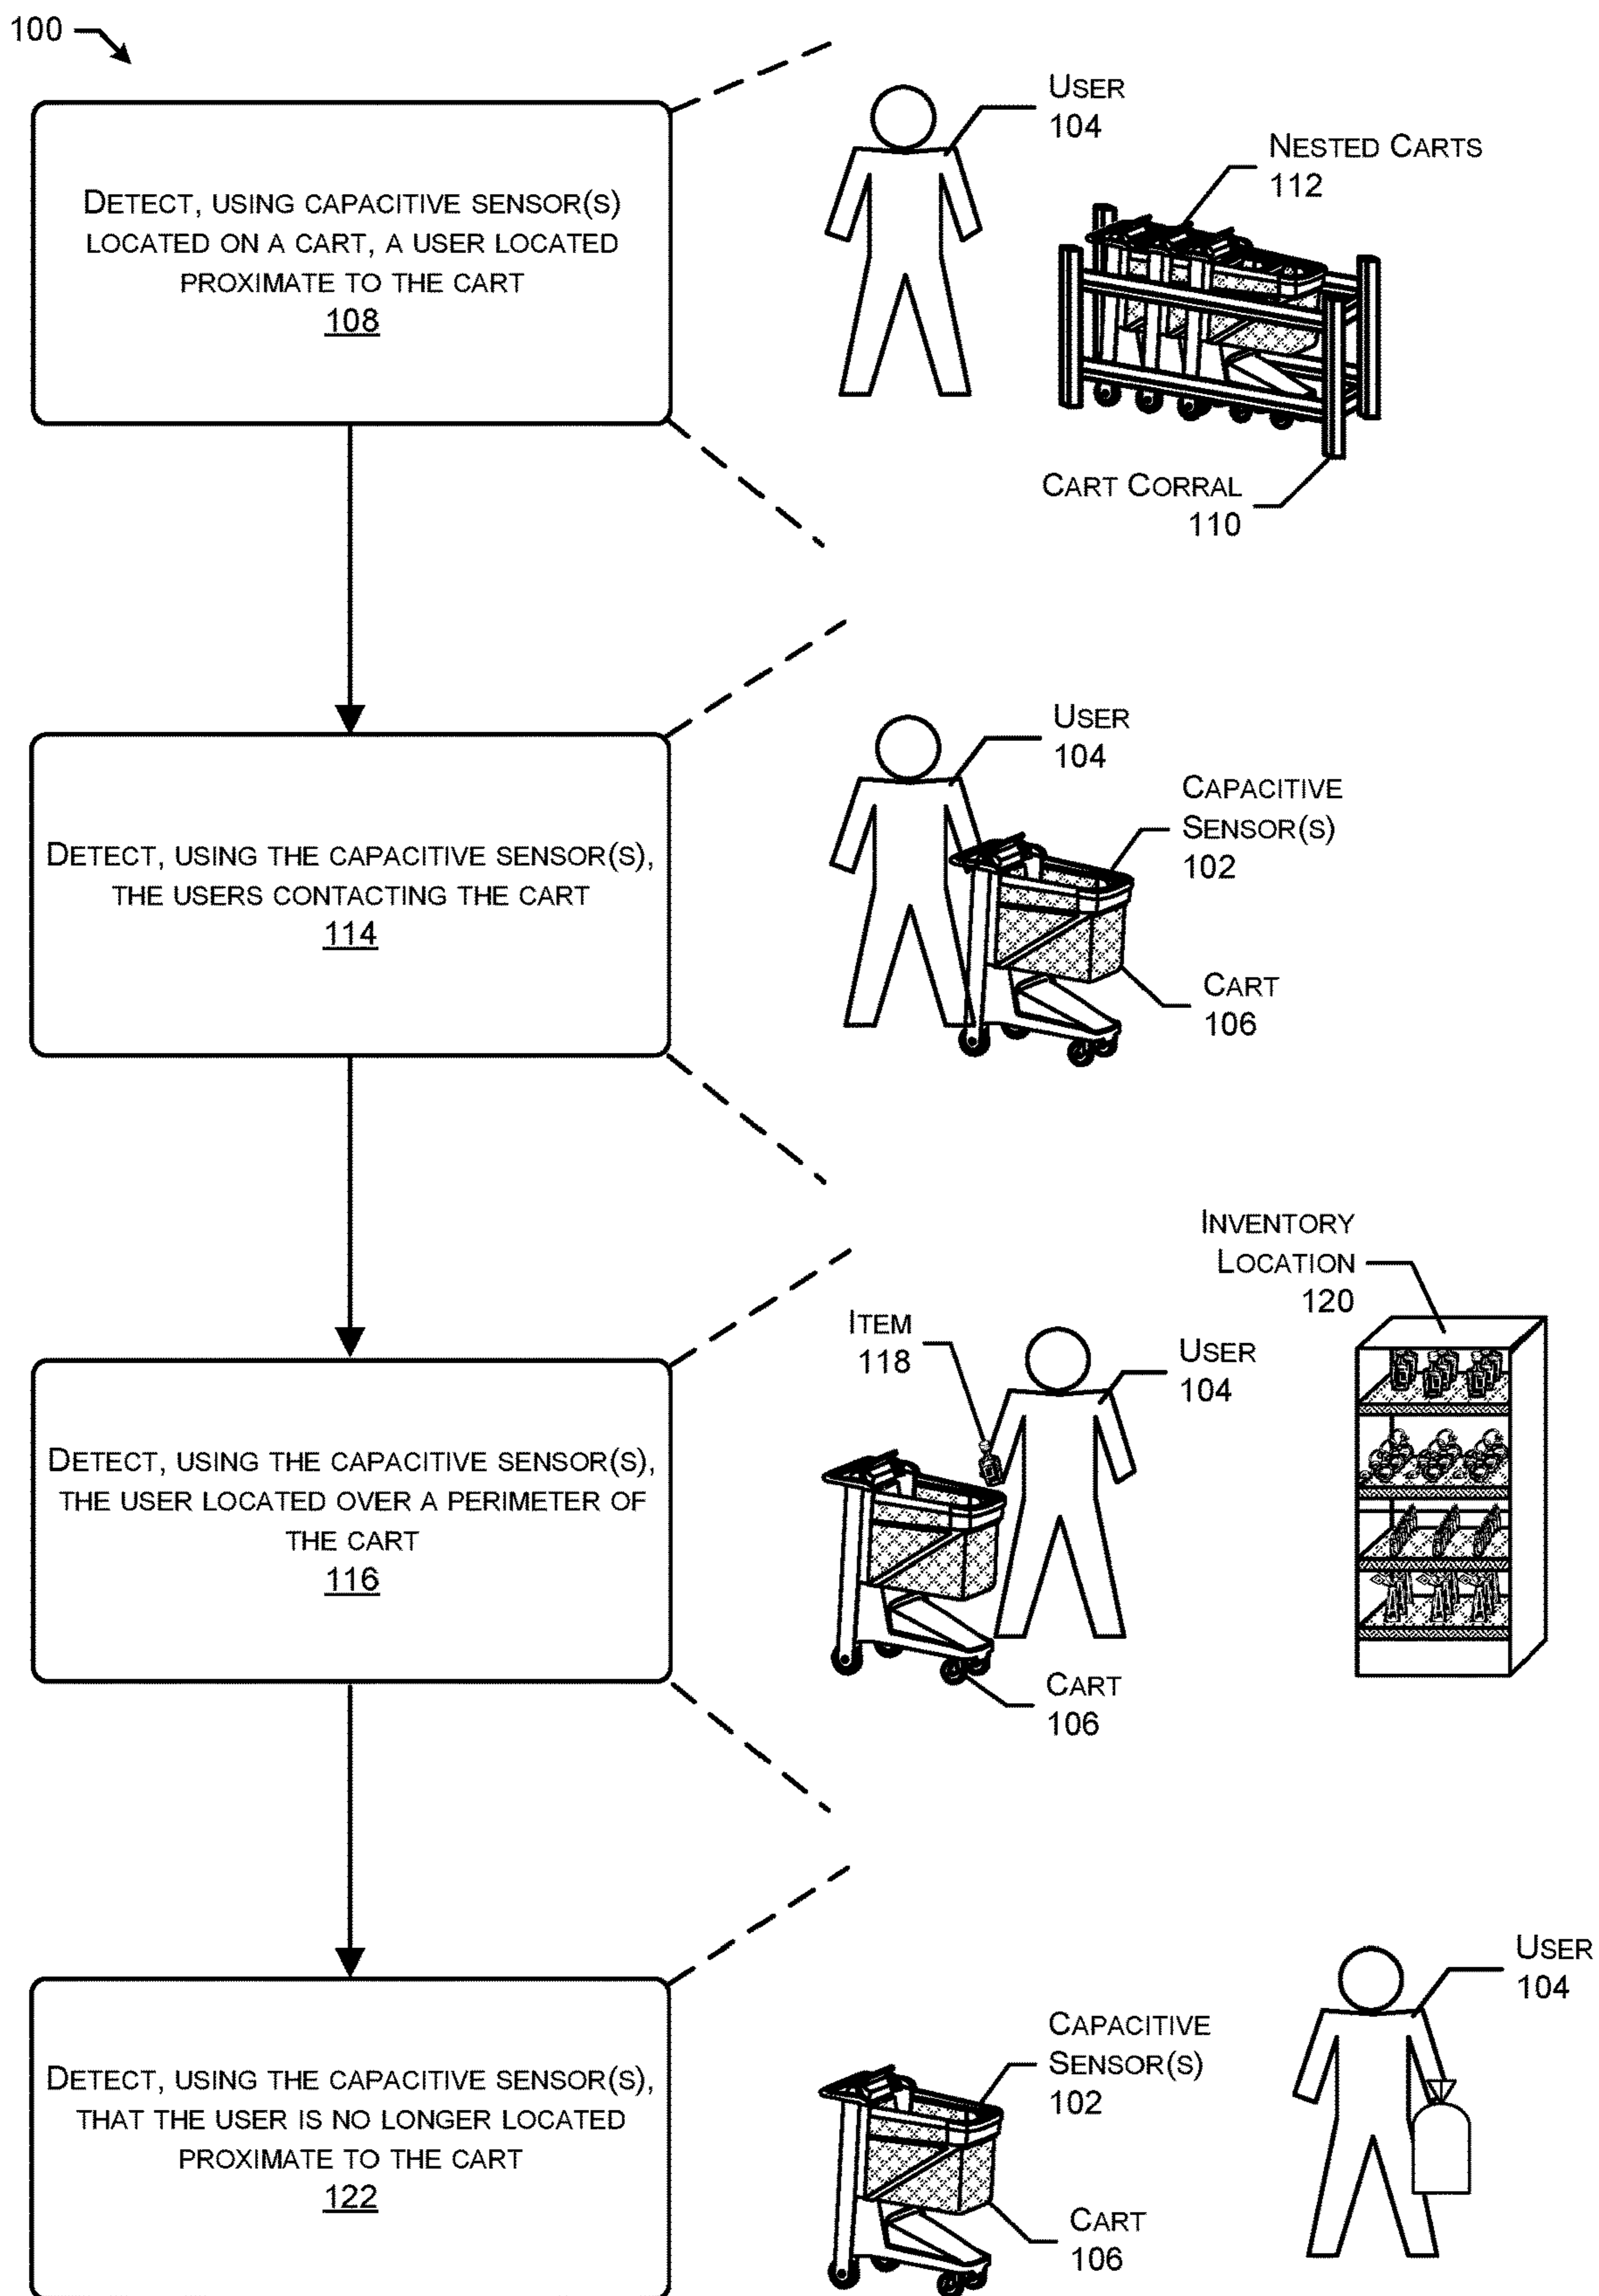 100
DETECT, USING CAPACITIVE SENSOR(S)
LOCATED ON A CART, A USER LOCATED
PROXIMATE TO THE CART
108
USER
104
NESTED CARTS
112
CART CORRAL
110
DETECT, USING THE CAPACITIVE SENSOR(S),
THE USERS CONTACTING THE CART
114
USER
104
CAPACITIVE
SENSOR(S)
102
CART
106
DETECT, USING THE CAPACITIVE SENSOR(S),
THE USER LOCATED OVER A PERIMETER OF
THE CART
116
ITEM
118
USER
104
INVENTORY
LOCATION
120
CART
106
DETECT, USING THE CAPACITIVE SENSOR(S),
THAT THE USER IS NO LONGER LOCATED
PROXIMATE TO THE CART
122
CAPACITIVE
SENSOR(S)
102
CART
106
USER
104